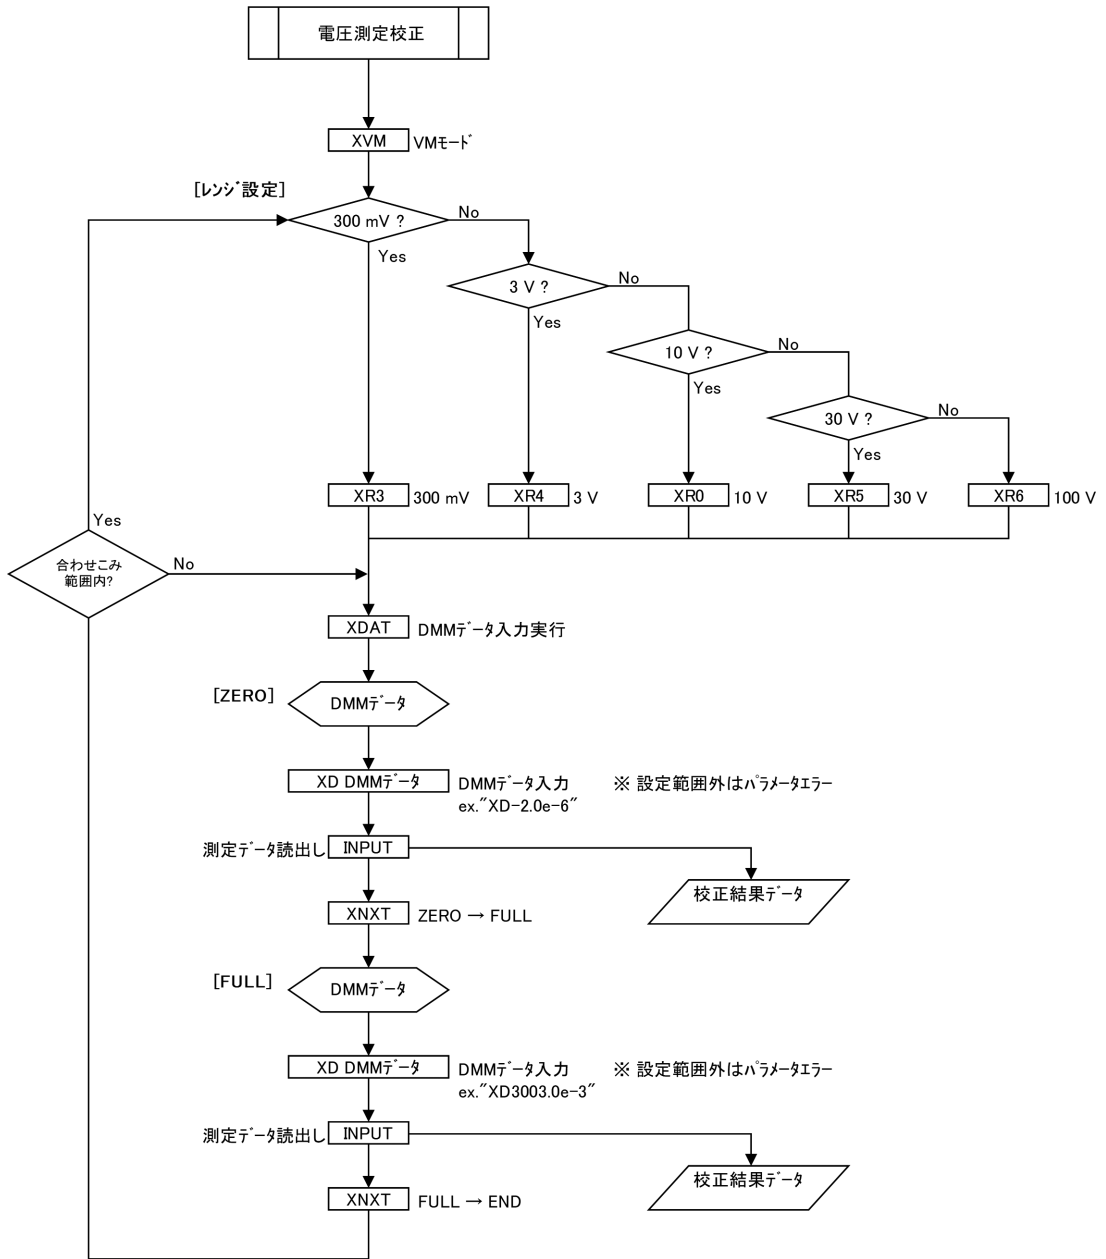 電圧測定校正
XVM
VMﾓｰﾄﾞ
[ﾚﾝｼﾞ設定]
300 mV ?
No
Yes
3 V ?
No
Yes
10 V ?
No
Yes
30 V ?
No
Yes
XR3
300 mV
XR4
3 V
XR0
10 V
XR5
30 V
XR6
100 V
Yes
合わせこみ
範囲内?
No
XDAT
DMMﾃﾞｰﾀ入力実行
[ZERO]
DMMﾃﾞｰﾀ
XD DMMﾃﾞｰﾀ
DMMﾃﾞｰﾀ入力
※ 設定範囲外はﾊﾟﾗﾒｰﾀｴﾗｰ
ex."XD-2.0e-6"
測定ﾃﾞｰﾀ読出し
INPUT
校正結果ﾃﾞｰﾀ
XNXT
ZERO → FULL
[FULL]
DMMﾃﾞｰﾀ
XD DMMﾃﾞｰﾀ
DMMﾃﾞｰﾀ入力
※ 設定範囲外はﾊﾟﾗﾒｰﾀｴﾗｰ
ex."XD3003.0e-3"
測定ﾃﾞｰﾀ読出し
INPUT
校正結果ﾃﾞｰﾀ
XNXT
FULL → END